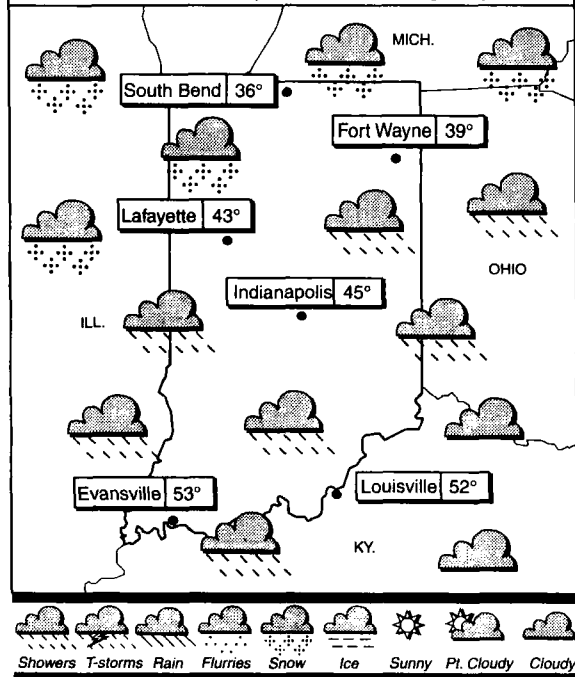 MICH.
South Bend 36°
Fort Wayne 39°
Lafayette 43°
OHIO
Indianapolis 45°
ILL.
Evansville 53°
Louisville 52°
KY.
Showers T-storms Rain Flurries Snow Ice Sunny Pt. Cloudy Cloudy